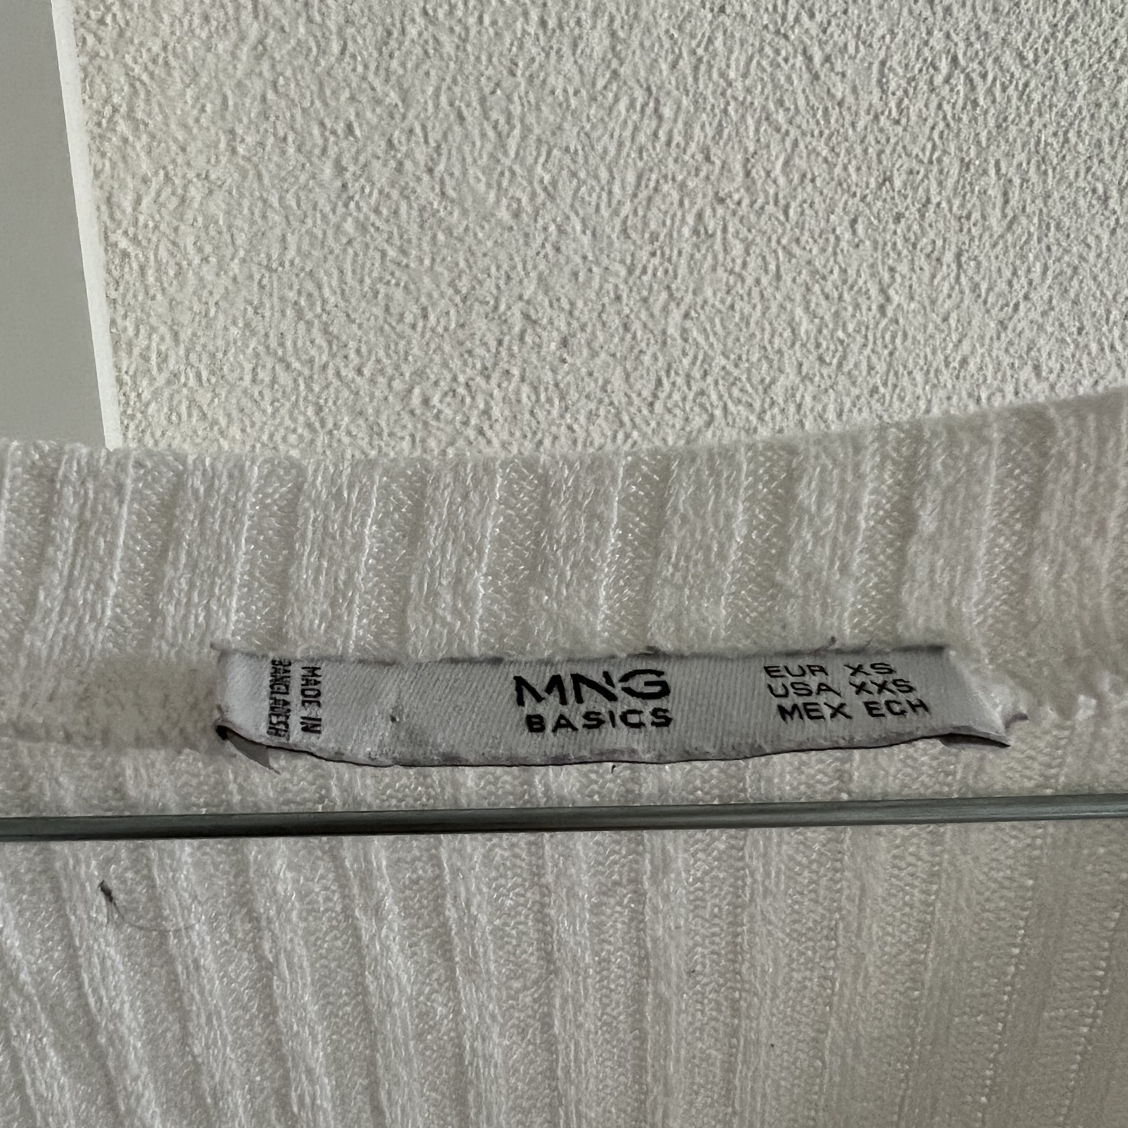 MADE IN
BANGLADESH
MNG
BASICS
EUR XS
USA XXS
MEX ECH